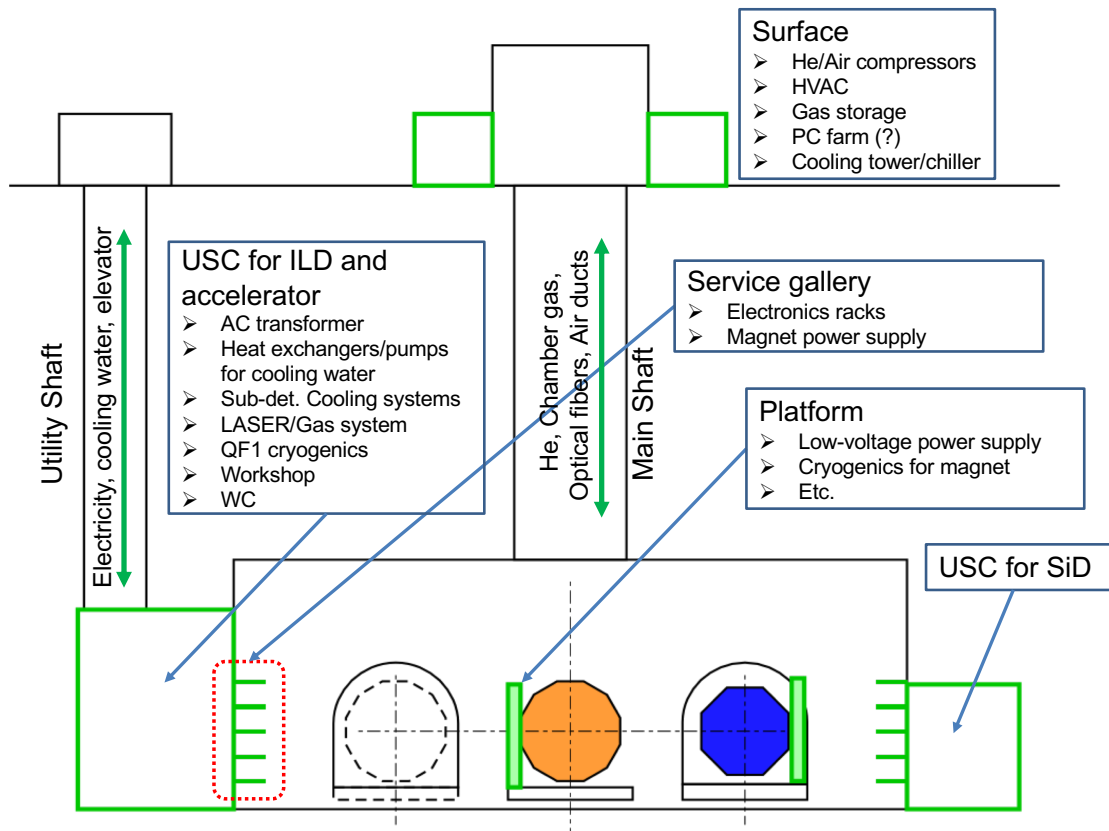 Surface
➢ He/Air compressors
➢ HVAC
➢ Gas storage
➢ PC farm (?)
➢ Cooling tower/chiller
Utility Shaft
Electricity, cooling water, elevator
USC for ILD and
accelerator
➢ AC transformer
➢ Heat exchangers/pumps
for cooling water
➢ Sub-det. Cooling systems
➢ LASER/Gas system
➢ QF1 cryogenics
➢ Workshop
➢ WC
He, Chamber gas,
Optical fibers, Air ducts
Main Shaft
Service gallery
➢ Electronics racks
➢ Magnet power supply
Platform
➢ Low-voltage power supply
➢ Cryogenics for magnet
➢ Etc.
USC for SiD